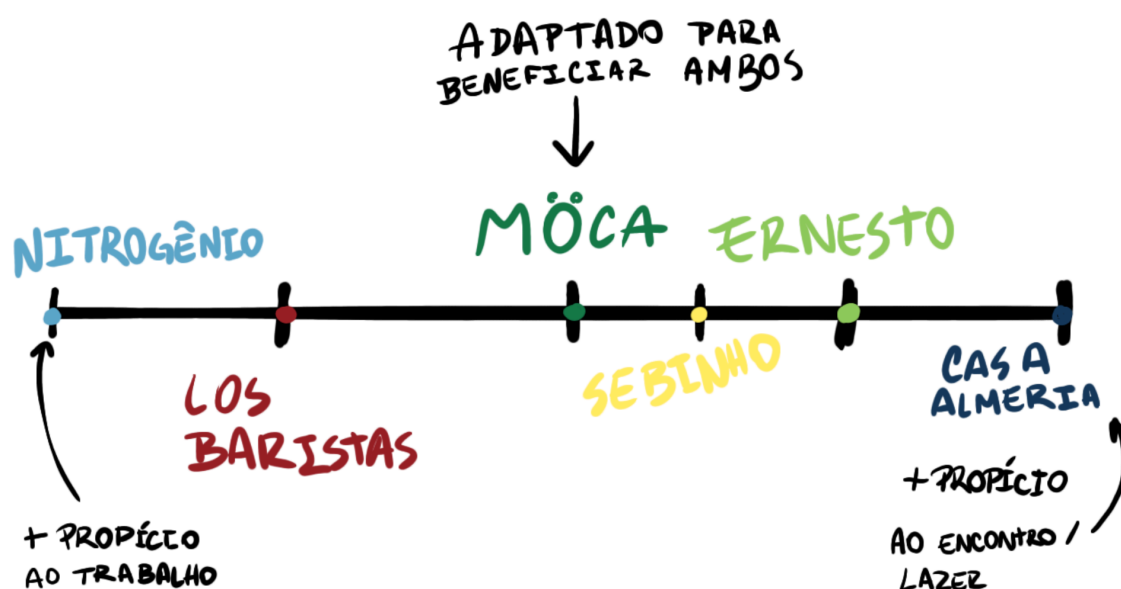 ADAPTADO PARA
BENEFICIAR AMBOS
NITROGÊNIO
MÖCA
ERNESTO
LOS
BARISTAS
SEBINHO
CASA
ALMERIA
+ PROPÍCIO
AO TRABALHO
+ PROPÍCIO
AO ENCONTRO /
LAZER